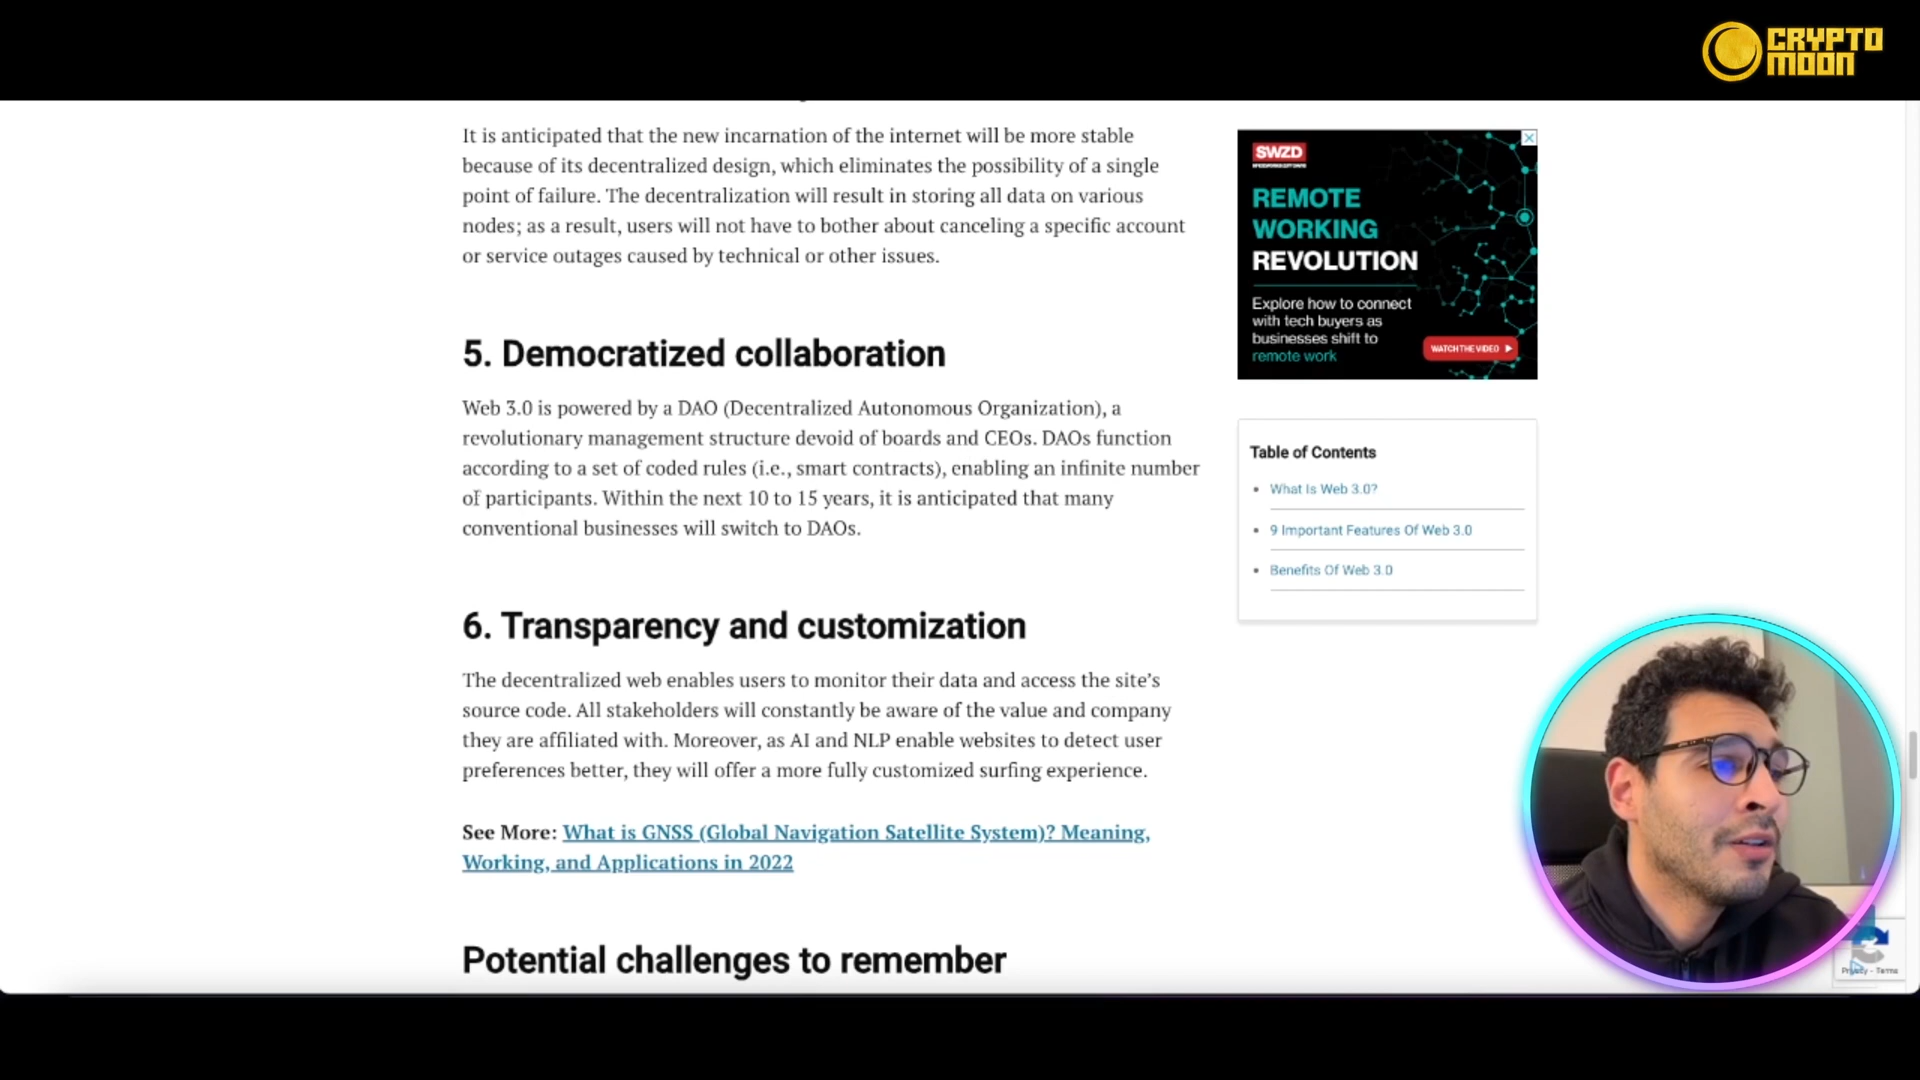 CRYPTO
MOON
It is anticipated that the new incarnation of the internet will be more stable
because of its decentralized design, which eliminates the possibility of a single
point of failure. The decentralization will result in storing all data on various
nodes; as a result, users will not have to bother about canceling a specific account
or service outages caused by technical or other issues.
5. Democratized collaboration
Web 3.0 is powered by a DAO (Decentralized Autonomous Organization), a
revolutionary management structure devoid of boards and CEOs. DAOs function
according to a set of coded rules (i.e., smart contracts), enabling an infinite number
of participants. Within the next 10 to 15 years, it is anticipated that many
conventional businesses will switch to DAOs.
6. Transparency and customization
The decentralized web enables users to monitor their data and access the site’s
source code. All stakeholders will constantly be aware of the value and company
they are affiliated with. Moreover, as AI and NLP enable websites to detect user
preferences better, they will offer a more fully customized surfing experience.
See More: What is GNSS (Global Navigation Satellite System)? Meaning,
Working, and Applications in 2022
Potential challenges to remember
SWZD
REMOTE
WORKING
REVOLUTION
Explore how to connect
with tech buyers as
businesses shift to
remote work
WATCH THE VIDEO
Table of Contents
What Is Web 3.0?
9 Important Features Of Web 3.0
Benefits Of Web 3.0
Privacy - Terms